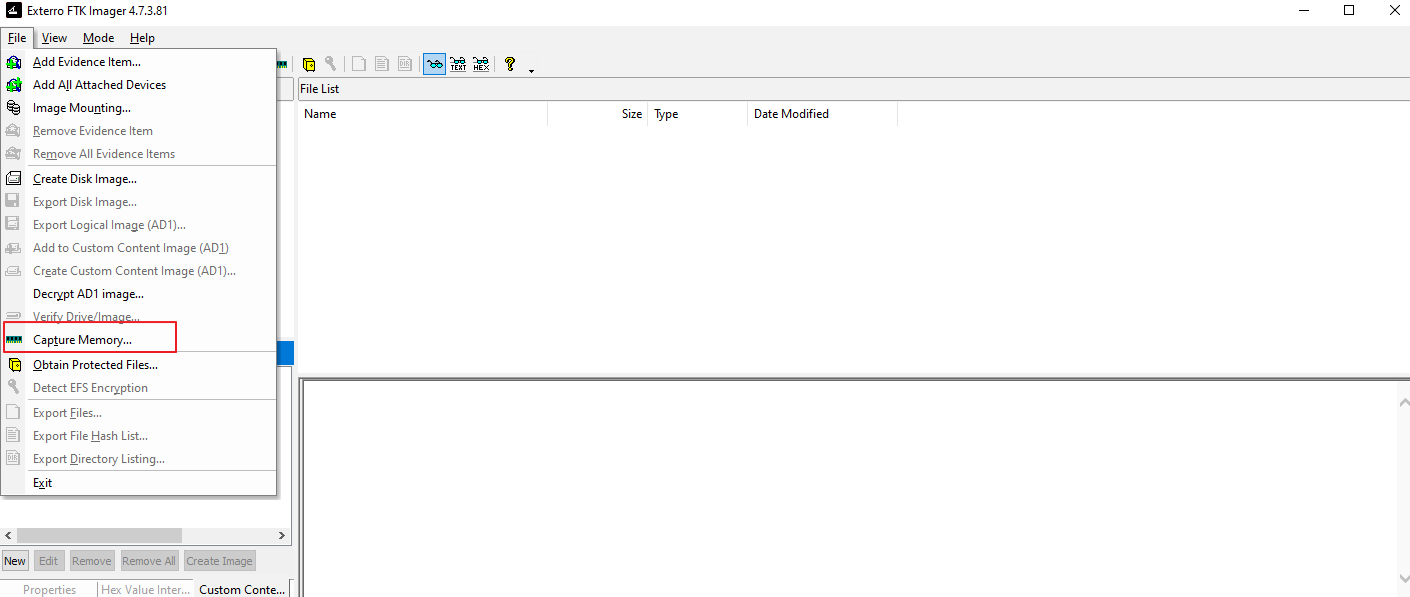 Exterro FTK Imager 4.7.3.81
File View Mode Help
Add Evidence Item...
Add All Attached Devices
Image Mounting...
Remove Evidence Item
Remove All Evidence Items
Create Disk Image...
Export Disk Image...
Export Logical Image (AD1)...
Add to Custom Content Image (AD1)
Create Custom Content Image (AD1)...
Decrypt AD1 image...
Verify Drive/Image...
Capture Memory...
Obtain Protected Files...
Detect EFS Encryption
Export Files...
Export File Hash List...
Export Directory Listing...
Exit
TEXT HEX
File List
Name Size Type Date Modified
New Edit Remove Remove All Create Image
Properties Hex Value Inter... Custom Conte...